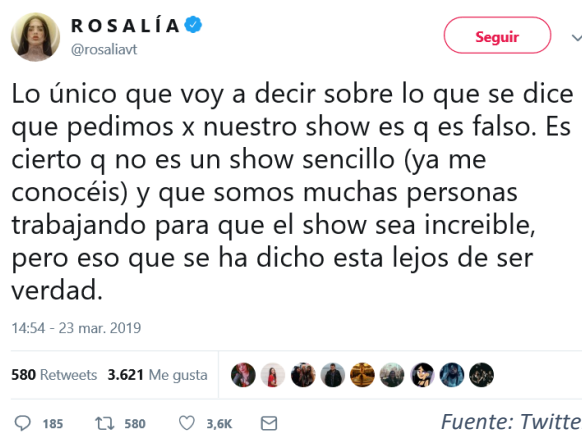 ROSALÍA
@rosaliavt
Seguir
Lo único que voy a decir sobre lo que se dice
que pedimos x nuestro show es q es falso. Es
cierto q no es un show sencillo (ya me
conocéis) y que somos muchas personas
trabajando para que el show sea increible,
pero eso que se ha dicho esta lejos de ser
verdad.
14:54 - 23 mar. 2019
580 Retweets 3.621 Me gusta
185 580 3,6K
Fuente: Twitte